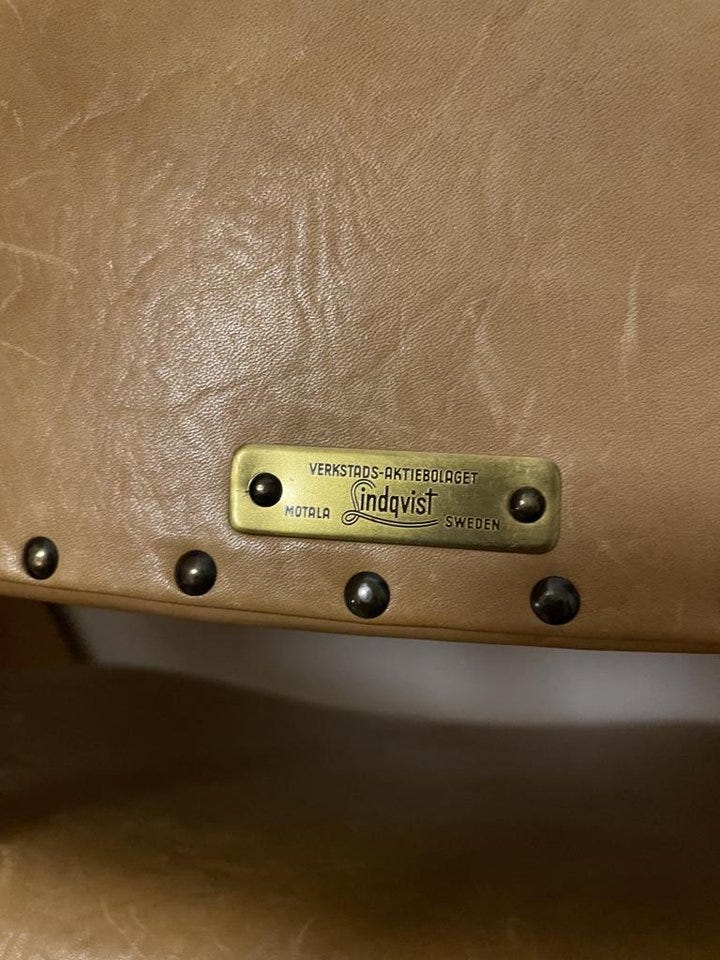 VERKSTADS-AKTIEBOLAGET
Lindqvist
MOTALA SWEDEN